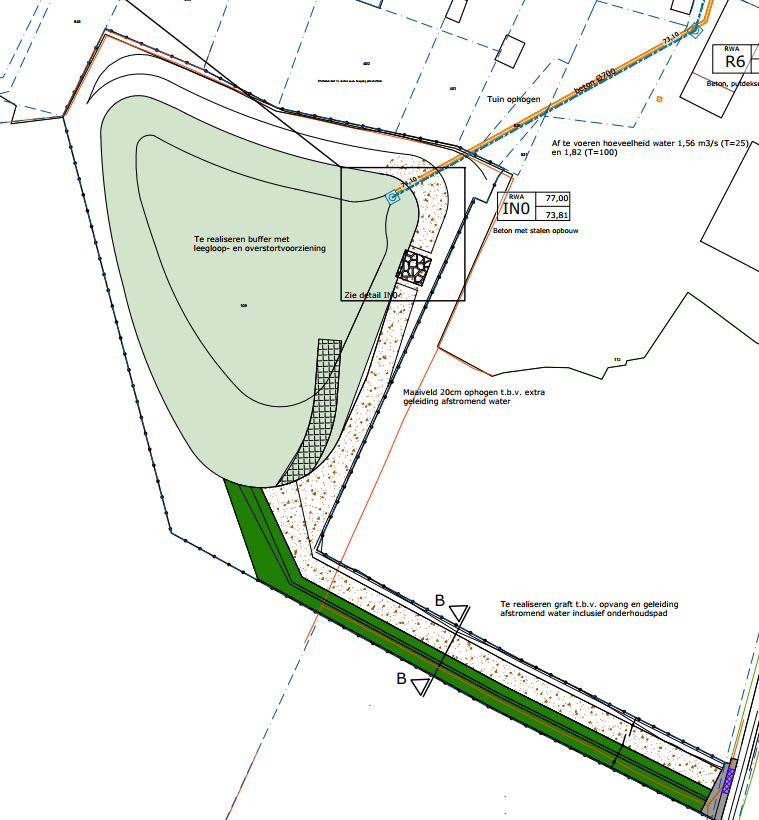 73,10
RWA
R6
beton Ø700
Beton, putdekse
Tuin ophogen
Af te voeren hoeveelheid water 1,56 m3/s (T=25)
en 1,82 (T=100)
73,10
RWA
IN0
77,00
73,81
Beton met stalen opbouw
Te realiseren buffer met
leegloop- en overstortvoorziening
Zie detail IN0
112
Maaiveld 20cm ophogen t.b.v. extra
geleiding afstromend water
Te realiseren graft t.b.v. opvang en geleiding
afstromend water inclusief onderhoudspad
B
B